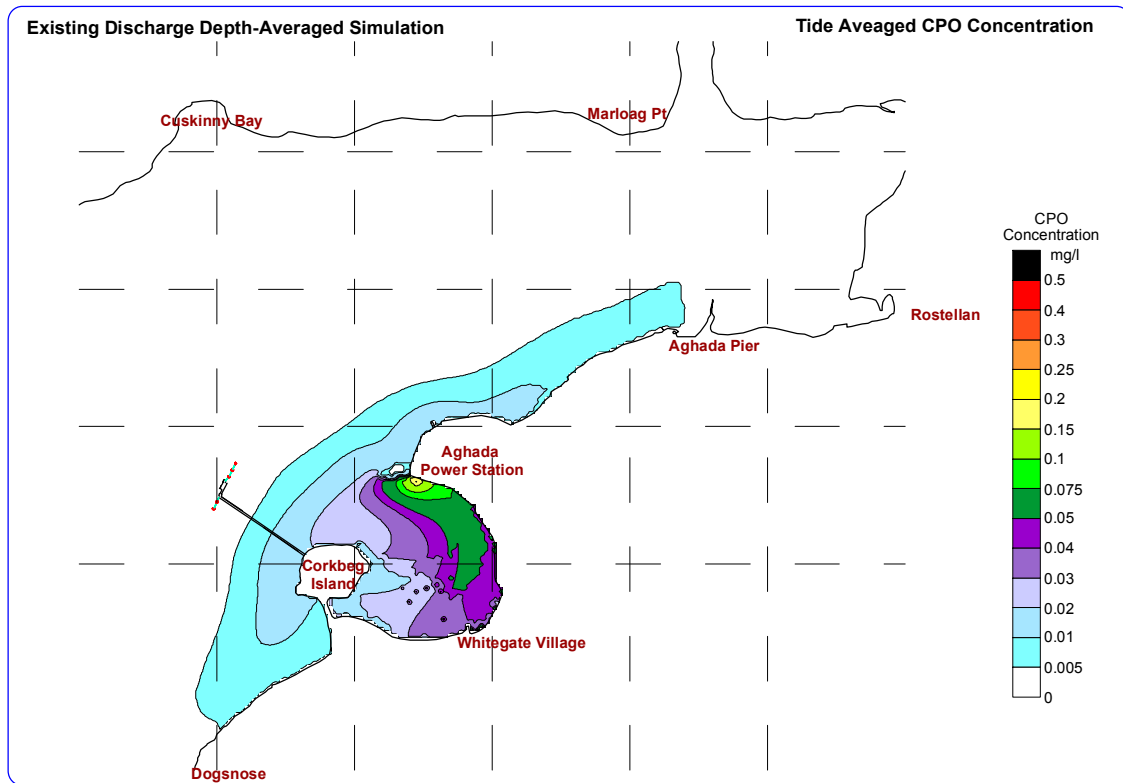 Existing Discharge Depth-Averaged Simulation
Tide Aveaged CPO Concentration
Cuskinny Bay
Marloag Pt
CPO
Concentration
mg/l
0.5
0.4
0.3
0.25
0.2
0.15
0.1
0.075
0.05
0.04
0.03
0.02
0.01
0.005
0
Rostellan
Aghada Pier
Aghada
Power Station
Corkbeg
Island
Whitegate Village
Dogsnose